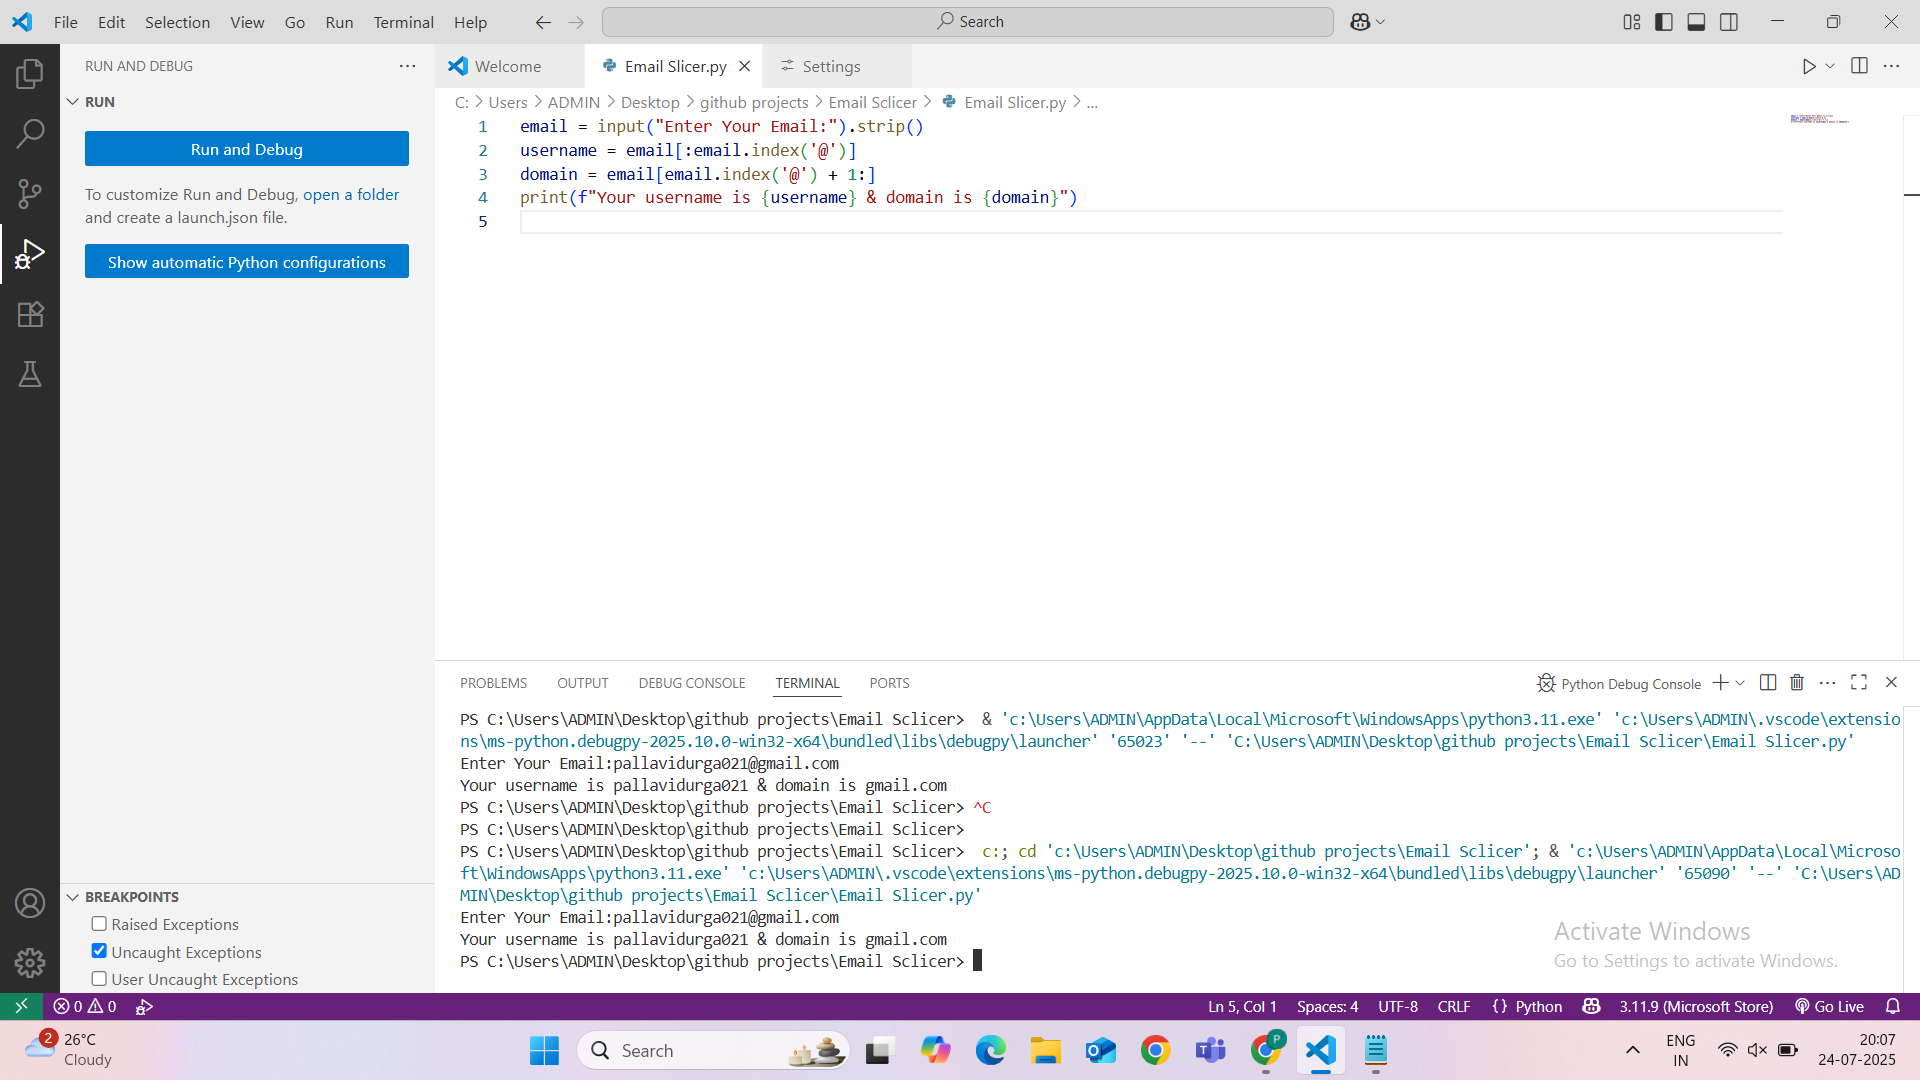 File Edit Selection View Go Run Terminal Help
Search
RUN AND DEBUG
RUN
Run and Debug
To customize Run and Debug, open a folder
and create a launch.json file.
Show automatic Python configurations
Welcome
Email Slicer.py
Settings
C: > Users > ADMIN > Desktop > github projects > Email Sclicer > Email Slicer.py > ...
1 email = input("Enter Your Email:").strip()
2 username = email[:email.index('@')]
3 domain = email[email.index('@') + 1:]
4 print(f"Your username is {username} & domain is {domain}")
5
PROBLEMS OUTPUT DEBUG CONSOLE TERMINAL PORTS
Python Debug Console
PS C:\Users\ADMIN\Desktop\github projects\Email Sclicer>  & 'c:\Users\ADMIN\AppData\Local\Microsoft\WindowsApps\python3.11.exe' 'c:\Users\ADMIN\.vscode\extensio
ns\ms-python.debugpy-2025.10.0-win32-x64\bundled\libs\debugpy\launcher' '65023' '--' 'C:\Users\ADMIN\Desktop\github projects\Email Sclicer\Email Slicer.py'
Enter Your Email:pallavidurga021@gmail.com
Your username is pallavidurga021 & domain is gmail.com
PS C:\Users\ADMIN\Desktop\github projects\Email Sclicer> ^C
PS C:\Users\ADMIN\Desktop\github projects\Email Sclicer>
PS C:\Users\ADMIN\Desktop\github projects\Email Sclicer>  c:; cd 'c:\Users\ADMIN\Desktop\github projects\Email Sclicer'; & 'c:\Users\ADMIN\AppData\Local\Microso
ft\WindowsApps\python3.11.exe' 'c:\Users\ADMIN\.vscode\extensions\ms-python.debugpy-2025.10.0-win32-x64\bundled\libs\debugpy\launcher' '65090' '--' 'C:\Users\AD
MIN\Desktop\github projects\Email Sclicer\Email Slicer.py'
Enter Your Email:pallavidurga021@gmail.com
Your username is pallavidurga021 & domain is gmail.com
PS C:\Users\ADMIN\Desktop\github projects\Email Sclicer>
BREAKPOINTS
Raised Exceptions
Uncaught Exceptions
User Uncaught Exceptions
Activate Windows
Go to Settings to activate Windows.
0 0
Ln 5, Col 1 Spaces: 4 UTF-8 CRLF {} Python 3.11.9 (Microsoft Store) Go Live
2
26°C
Cloudy
Search
P
ENG
IN
20:07
24-07-2025